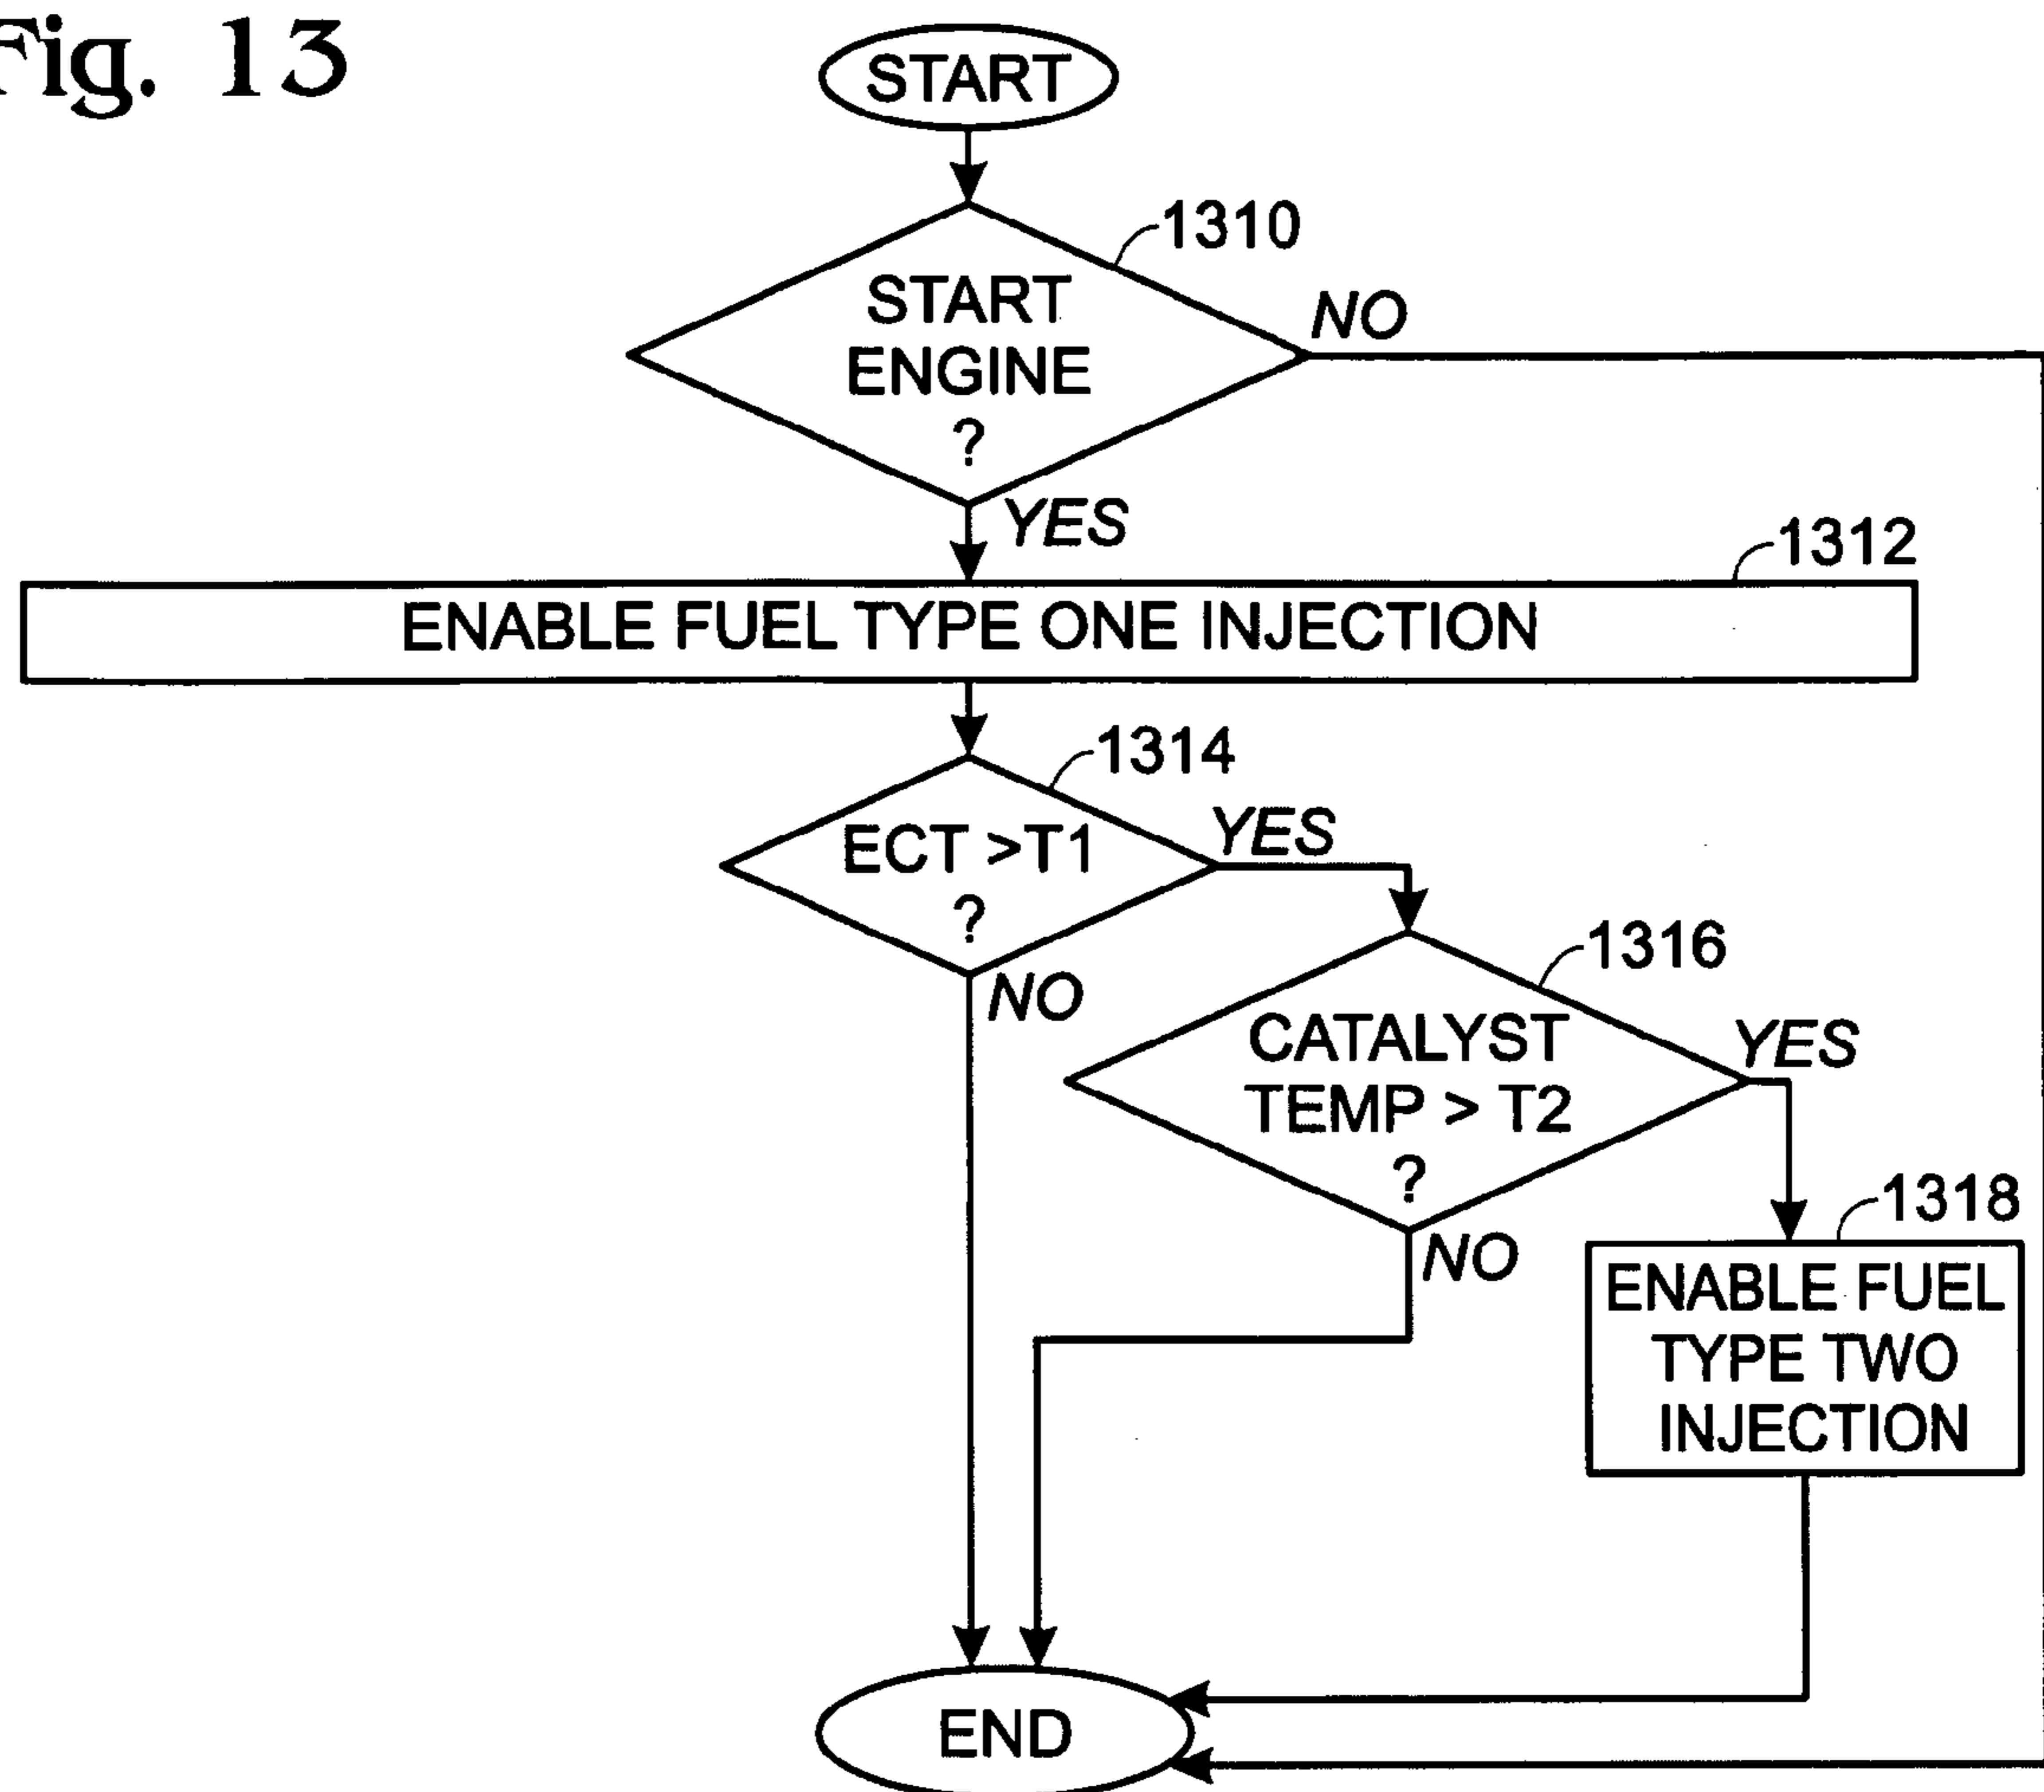 Fig. 13
START
1310
START
ENGINE
?
NO
YES
1312
ENABLE FUEL TYPE ONE INJECTION
1314
ECT >T1
?
YES
NO
1316
CATALYST
TEMP > T2
?
YES
NO
1318
ENABLE FUEL
TYPE TWO
INJECTION
END